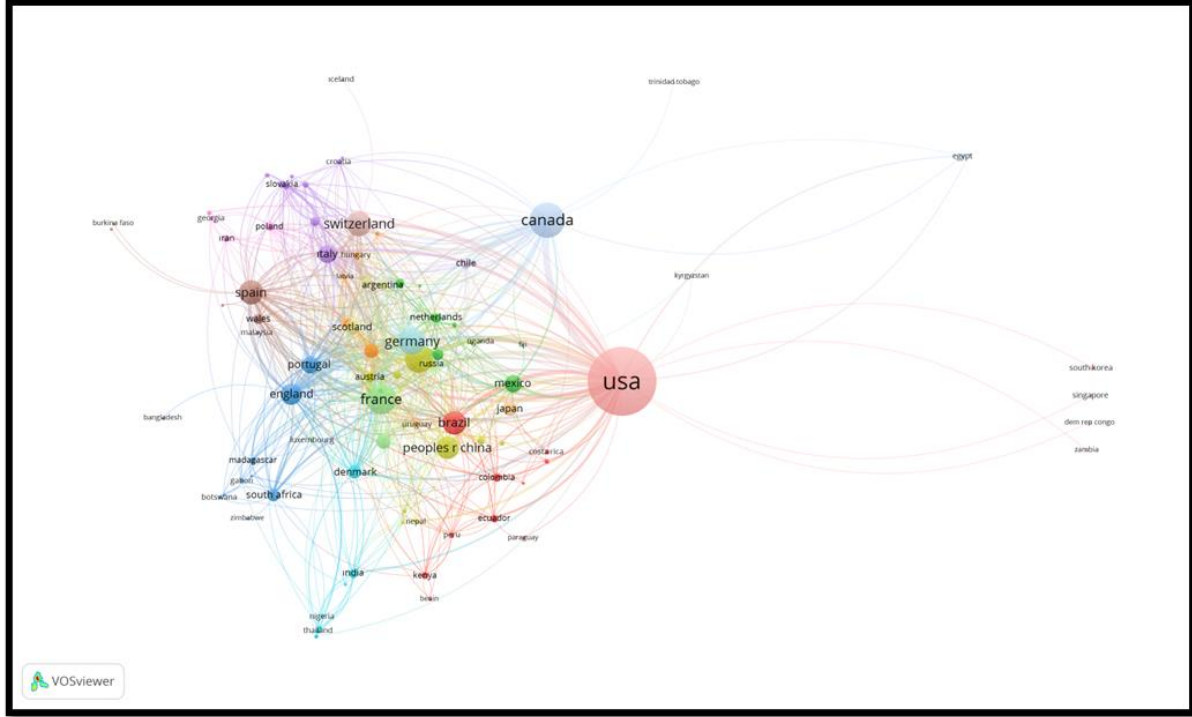 iceland
trinidad tobago
egypt
croatia
slovakia
georgia
burkina faso
poland
switzerland
canada
iran
italy
hungary
chile
kyrgyzstan
latvia
argentina
spain
wales
malaysia
scotland
netherlands
germany
uganda
fiji
portugal
russia
south korea
austria
mexico
usa
england
france
singapore
japan
bangladesh
uruguay
brazil
dem rep congo
luxembourg
peoples r china
costa rica
zambia
madagascar
denmark
colombia
gabon
botswana
south africa
zimbabwe
nepal
ecuador
peru
paraguay
india
kenya
benin
nigeria
thailand
VOSviewer